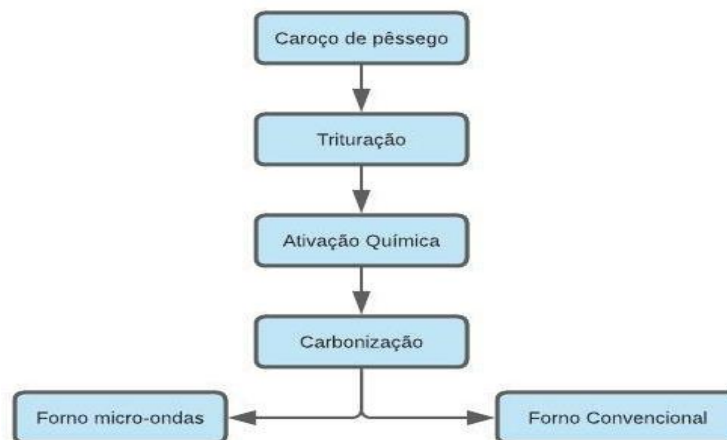 Caroço de pêssego
Trituração
Ativação Química
Carbonização
Forno micro-ondas
Forno Convencional